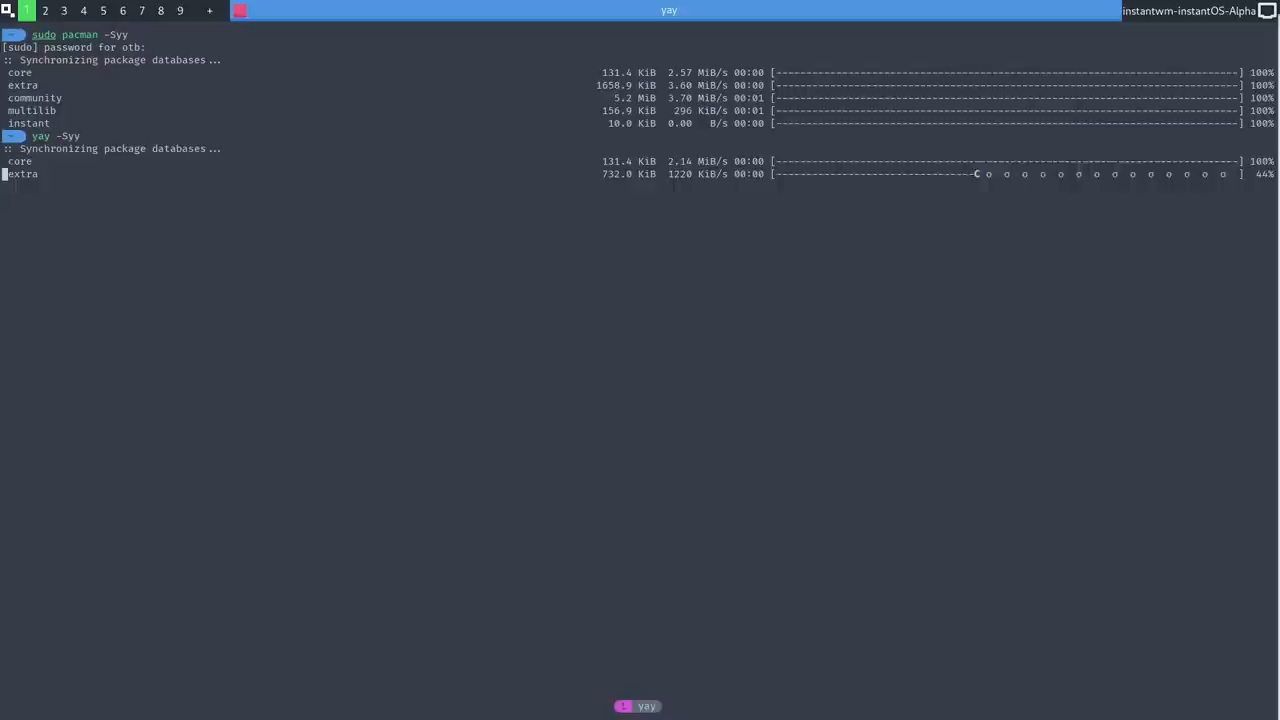 1 2 3 4 5 6 7 8 9 + yay instantwm-instantOS-Alpha
~ sudo pacman -Syy
[sudo] password for otb:
:: Synchronizing package databases...
core 131.4 KiB 2.57 MiB/s 00:00 [----------------------------------------------------------------------------] 100%
extra 1658.9 KiB 3.60 MiB/s 00:00 [----------------------------------------------------------------------------] 100%
community 5.2 MiB 3.70 MiB/s 00:01 [----------------------------------------------------------------------------] 100%
multilib 156.9 KiB 296 KiB/s 00:01 [----------------------------------------------------------------------------] 100%
instant 10.0 KiB 0.00 B/s 00:00 [----------------------------------------------------------------------------] 100%
~ yay -Syy
:: Synchronizing package databases...
core 131.4 KiB 2.14 MiB/s 00:00 [----------------------------------------------------------------------------] 100%
extra 732.0 KiB 1220 KiB/s 00:00 [---------------------------------C o o o o o o o o o o o o o o ] 44%
1 yay